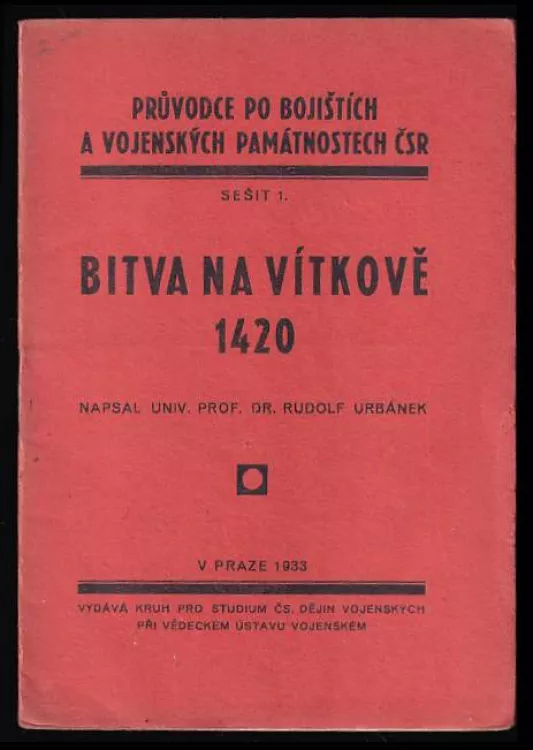 PRŮVODCE PO BOJIŠTÍCH
A VOJENSKÝCH PAMÁTNOSTECH ČSR
SEŠIT 1.
BITVA NA VÍTKOVĚ
1420
NAPSAL UNIV. PROF. DR. RUDOLF URBÁNEK
V PRAZE 1933
VYDÁVÁ KRUH PRO STUDIUM ČS. DĚJIN VOJENSKÝCH
PŘI VĚDECKÉM ÚSTAVU VOJENSKÉM